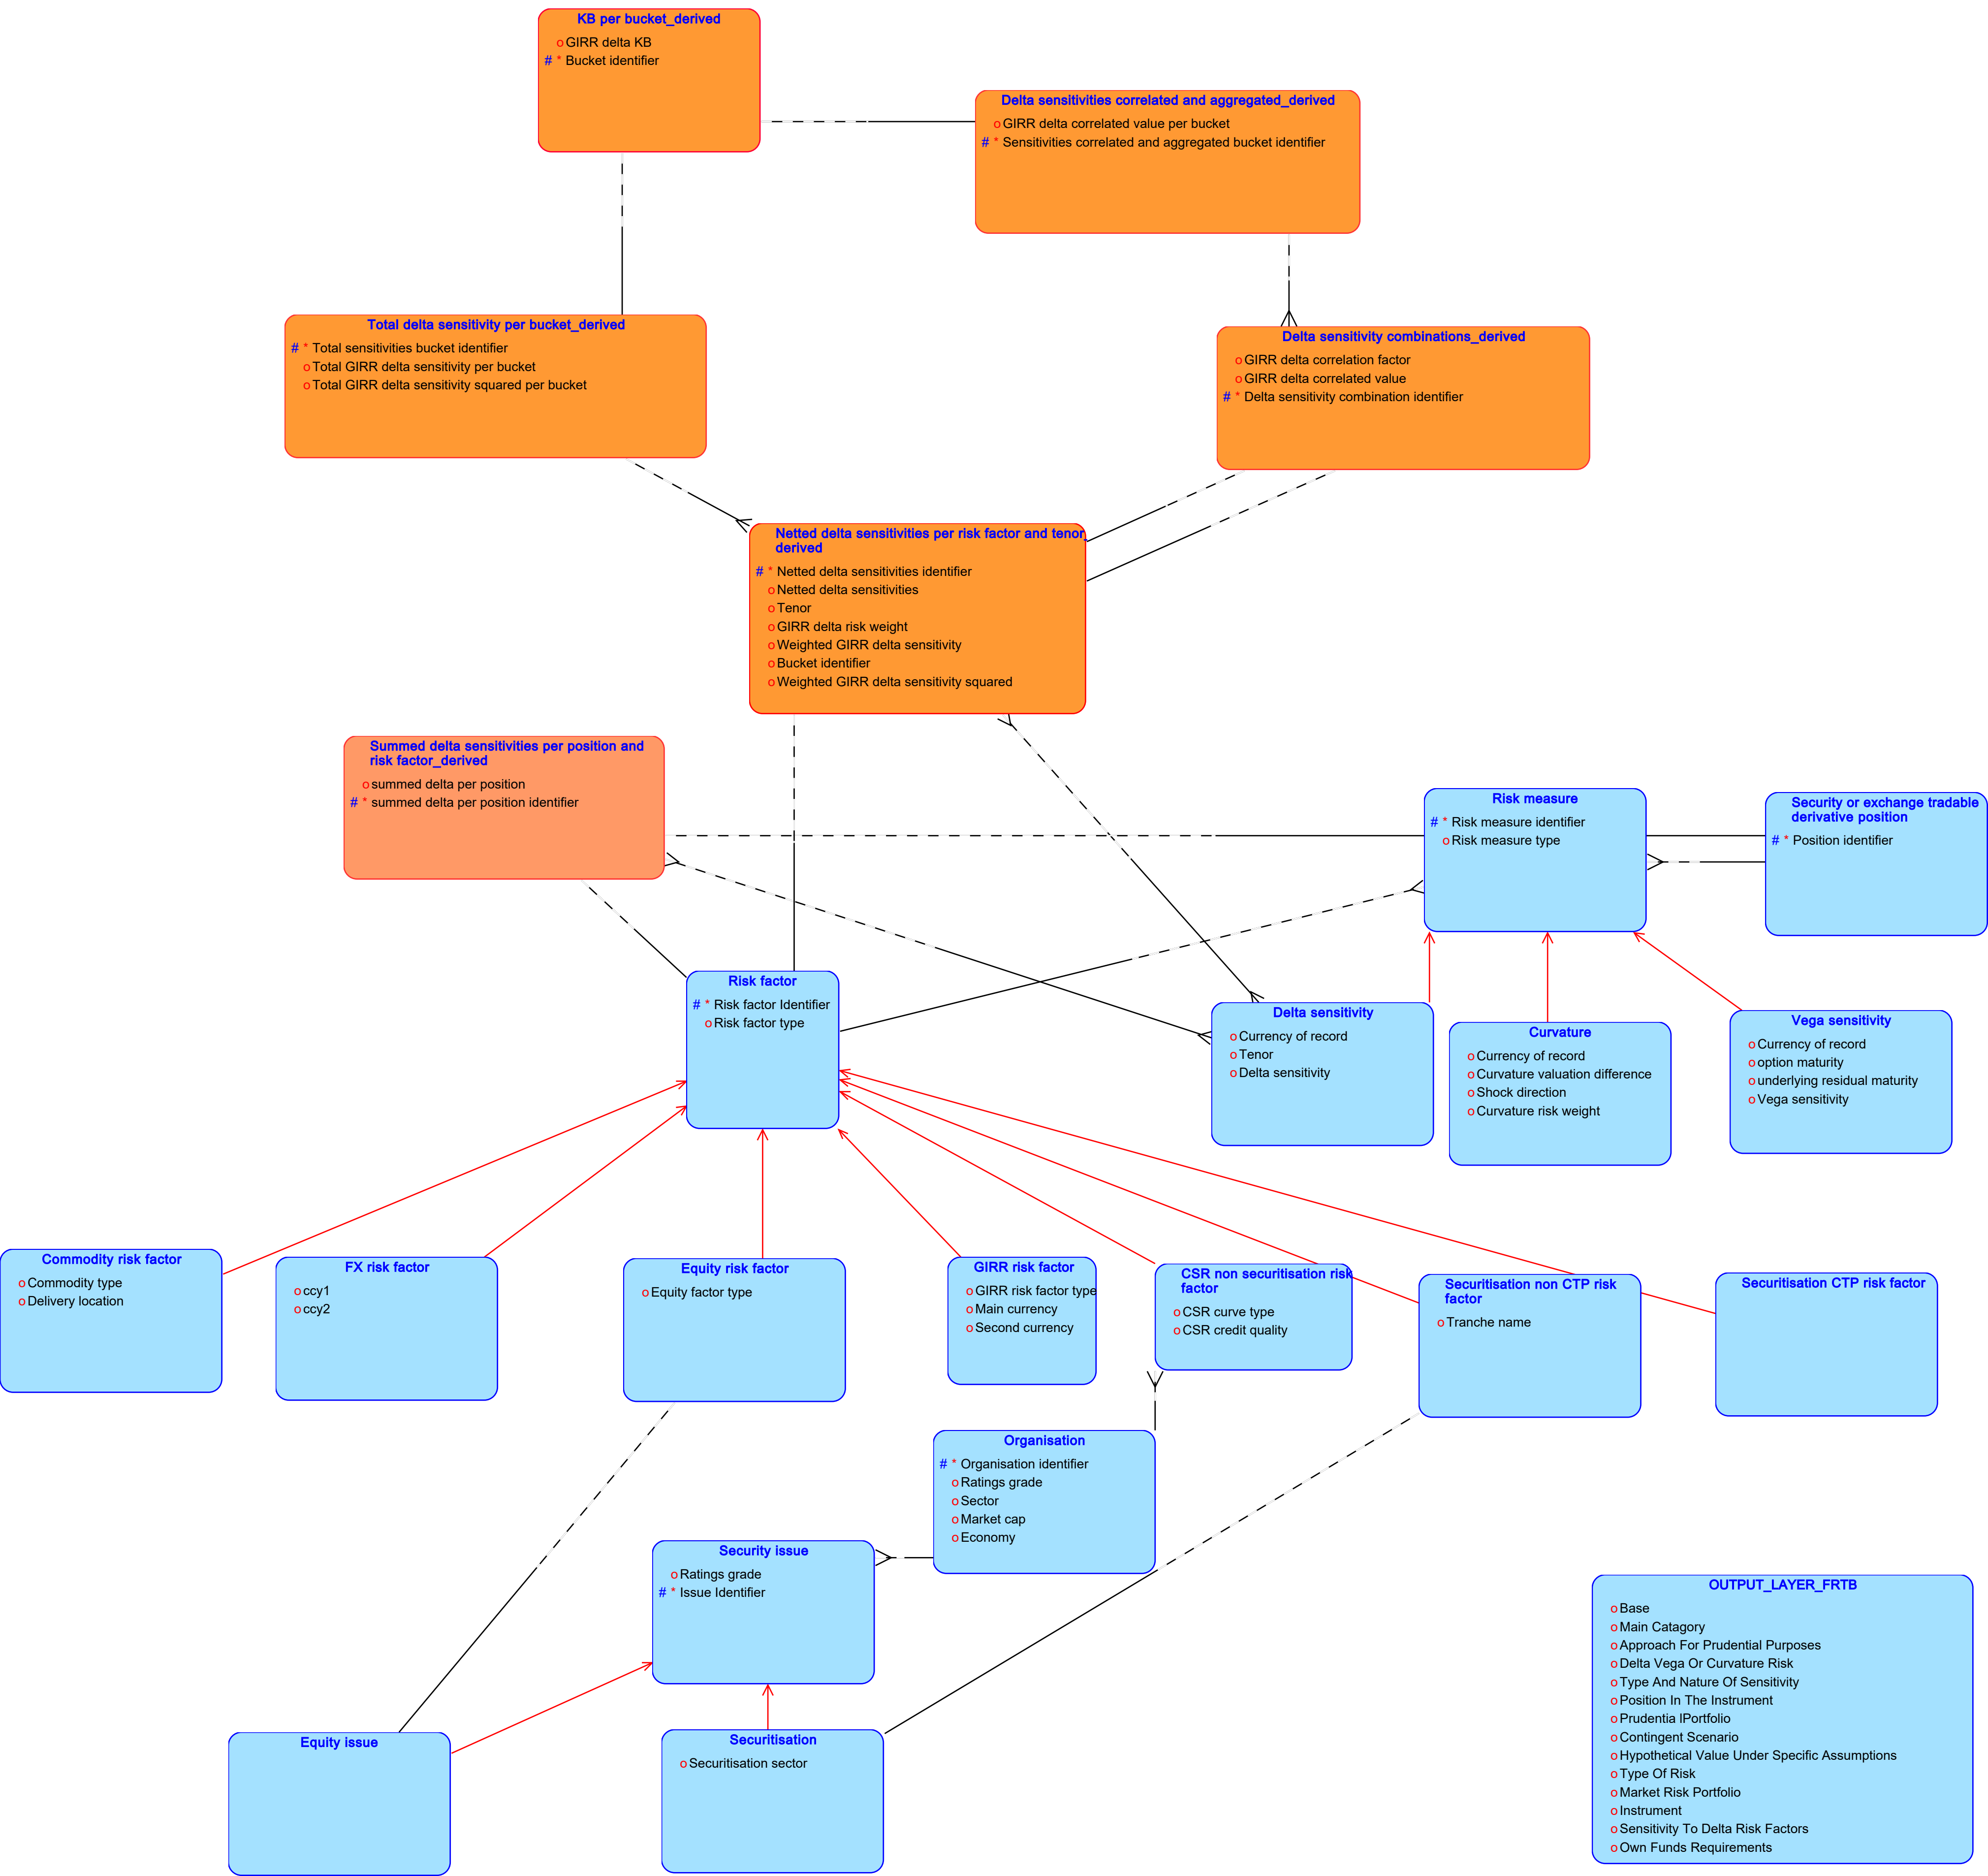 KB per bucket_derived
o GIRR delta KB
# * Bucket identifier
Delta sensitivities correlated and aggregated_derived
o GIRR delta correlated value per bucket
# * Sensitivities correlated and aggregated bucket identifier
Total delta sensitivity per bucket_derived
# * Total sensitivities bucket identifier
o Total GIRR delta sensitivity per bucket
o Total GIRR delta sensitivity squared per bucket
Delta sensitivity combinations_derived
o GIRR delta correlation factor
o GIRR delta correlated value
# * Delta sensitivity combination identifier
Netted delta sensitivities per risk factor and tenor_
derived
# * Netted delta sensitivities identifier
o Netted delta sensitivities
o Tenor
o GIRR delta risk weight
o Weighted GIRR delta sensitivity
o Bucket identifier
o Weighted GIRR delta sensitivity squared
Summed delta sensitivities per position and
risk factor_derived
o summed delta per position
# * summed delta per position identifier
Risk measure
# * Risk measure identifier
o Risk measure type
Security or exchange tradable
derivative position
# * Position identifier
Risk factor
# * Risk factor Identifier
o Risk factor type
Delta sensitivity
o Currency of record
o Tenor
o Delta sensitivity
Curvature
o Currency of record
o Curvature valuation difference
o Shock direction
o Curvature risk weight
Vega sensitivity
o Currency of record
o option maturity
o underlying residual maturity
o Vega sensitivity
Commodity risk factor
o Commodity type
o Delivery location
FX risk factor
o ccy1
o ccy2
Equity risk factor
o Equity factor type
GIRR risk factor
o GIRR risk factor type
o Main currency
o Second currency
CSR non securitisation risk
factor
o CSR curve type
o CSR credit quality
Securitisation non CTP risk
factor
o Tranche name
Securitisation CTP risk factor
Organisation
# * Organisation identifier
o Ratings grade
o Sector
o Market cap
o Economy
Security issue
o Ratings grade
# * Issue Identifier
Equity issue
Securitisation
o Securitisation sector
OUTPUT_LAYER_FRTB
o Base
o Main Catagory
o Approach For Prudential Purposes
o Delta Vega Or Curvature Risk
o Type And Nature Of Sensitivity
o Position In The Instrument
o Prudentia lPortfolio
o Contingent Scenario
o Hypothetical Value Under Specific Assumptions
o Type Of Risk
o Market Risk Portfolio
o Instrument
o Sensitivity To Delta Risk Factors
o Own Funds Requirements